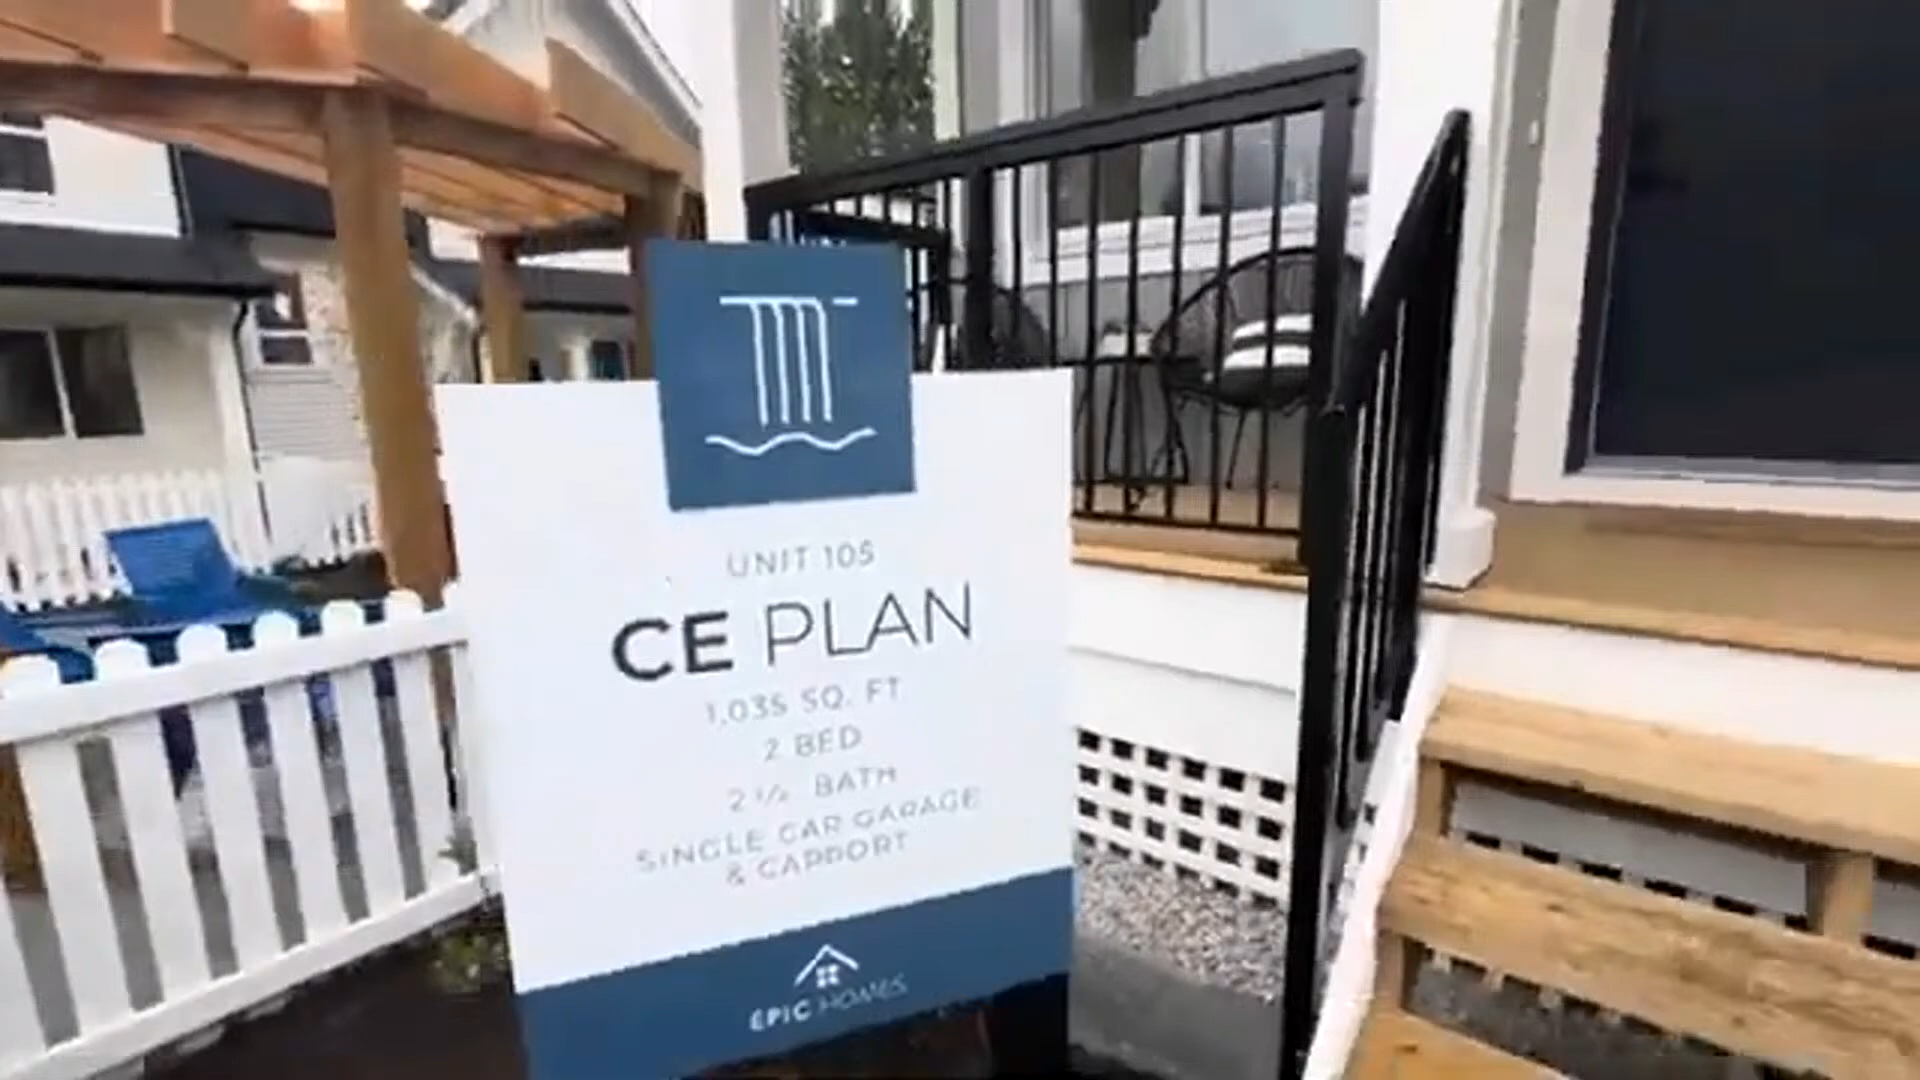 UNIT 105
CE PLAN
1,035 SQ. FT
2 BED
2 1/2 BATH
SINGLE CAR GARAGE
& CARPORT
EPIC HOMES